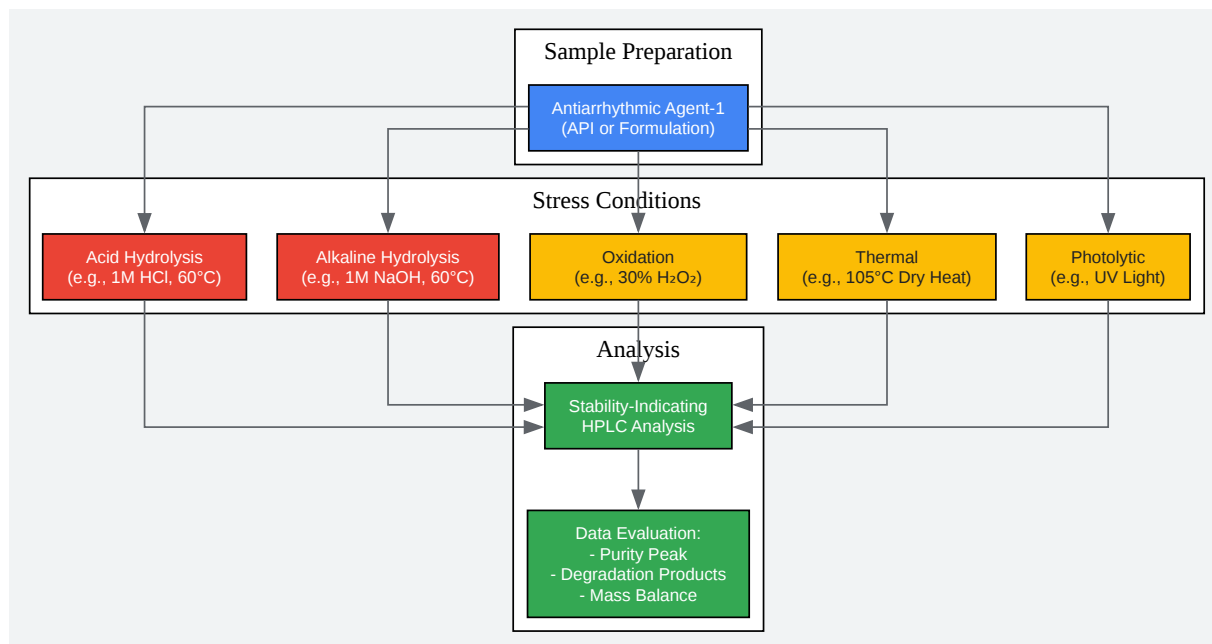 Sample Preparation
Antiarrhythmic Agent-1
(API or Formulation)
Stress Conditions
Acid Hydrolysis
(e.g., 1M HCl, 60°C)
Alkaline Hydrolysis
(e.g., 1M NaOH, 60°C)
Oxidation
(e.g., 30% H₂O₂)
Thermal
(e.g., 105°C Dry Heat)
Photolytic
(e.g., UV Light)
Analysis
Stability-Indicating
HPLC Analysis
Data Evaluation:
- Purity Peak
- Degradation Products
- Mass Balance